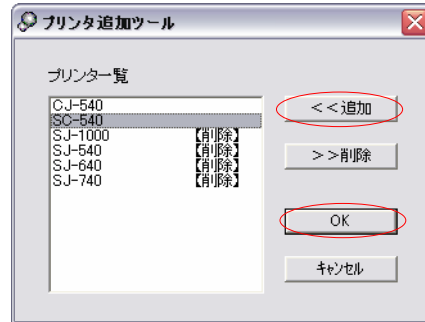 プリンタ追加ツール
プリンター覧
CJ-540
SC-540
SJ-1000 【削除】
SJ-540 【削除】
SJ-640 【削除】
SJ-740 【削除】
<<追加
>>削除
OK
キャンセル